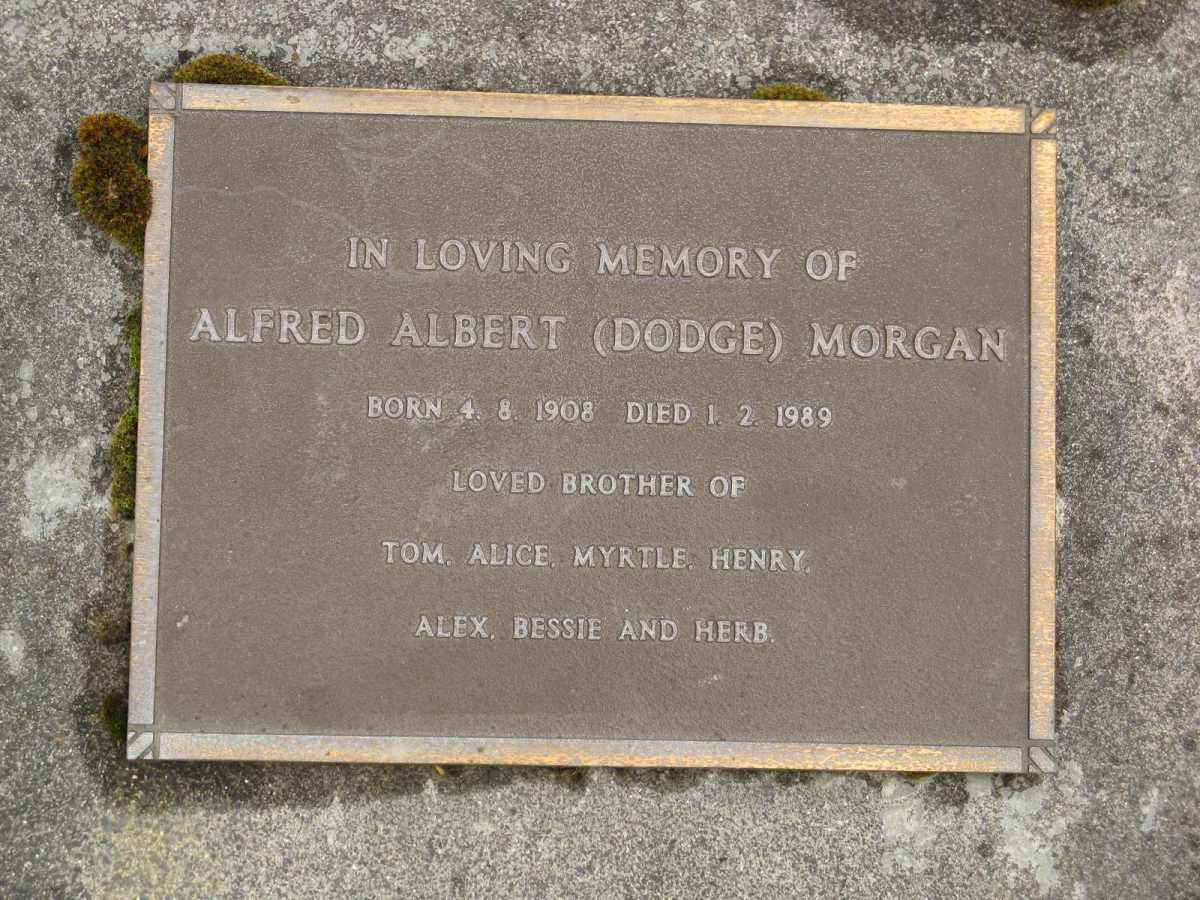 IN LOVING MEMORY OF
ALFRED ALBERT (DODGE) MORGAN
BORN 4. 8. 1908 DIED 1. 2. 1989
LOVED BROTHER OF
TOM, ALICE, MYRTLE, HENRY,
ALEX, BESSIE AND HERB.